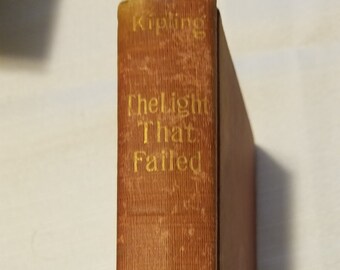 Kipling
The Light
That
Failed